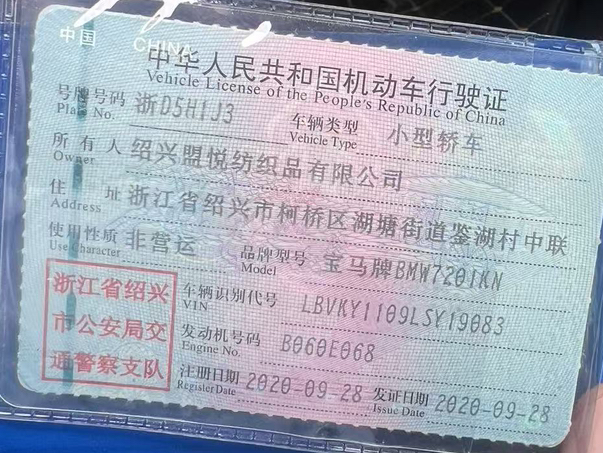 中国 CHINA
中华人民共和国机动车行驶证
Vehicle License of the People's Republic of China
号牌号码 浙D5H1J3 车辆类型 小型轿车
Plate No. Vehicle Type
所有人 绍兴盟悦纺织品有限公司
Owner
住址 浙江省绍兴市柯桥区湖塘街道鉴湖村中联
Address
使用性质 非营运 品牌型号 宝马牌BMW7201KN
Use Character Model
浙江省绍兴
市公安局交
通警察支队
车辆识别代号 LBVKY1109LSY19083
VIN
发动机号码 B060E068
Engine No.
注册日期 2020-09-28 发证日期 2020-09-28
Register Date Issue Date